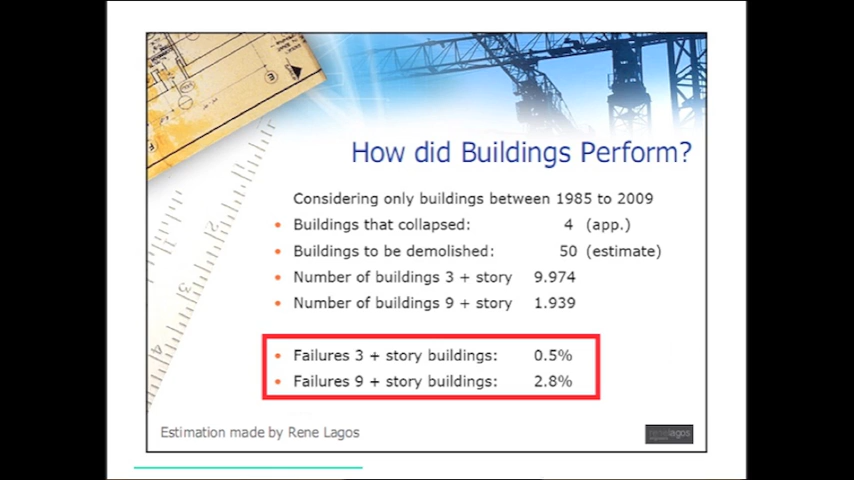 How did Buildings Perform?
Considering only buildings between 1985 to 2009
• Buildings that collapsed: 4 (app.)
• Buildings to be demolished: 50 (estimate)
• Number of buildings 3 + story 9.974
• Number of buildings 9 + story 1.939
• Failures 3 + story buildings: 0.5%
• Failures 9 + story buildings: 2.8%
Estimation made by Rene Lagos
renelagos